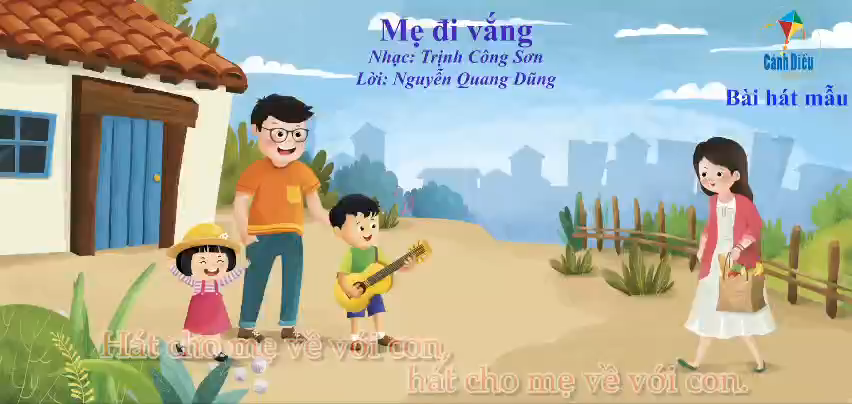 Mẹ đi vắng
Nhạc: Trịnh Công Sơn
Lời: Nguyễn Quang Dũng
Cánh Diều
Bài hát mẫu
Hát cho mẹ về với con,
hát cho mẹ về với con.